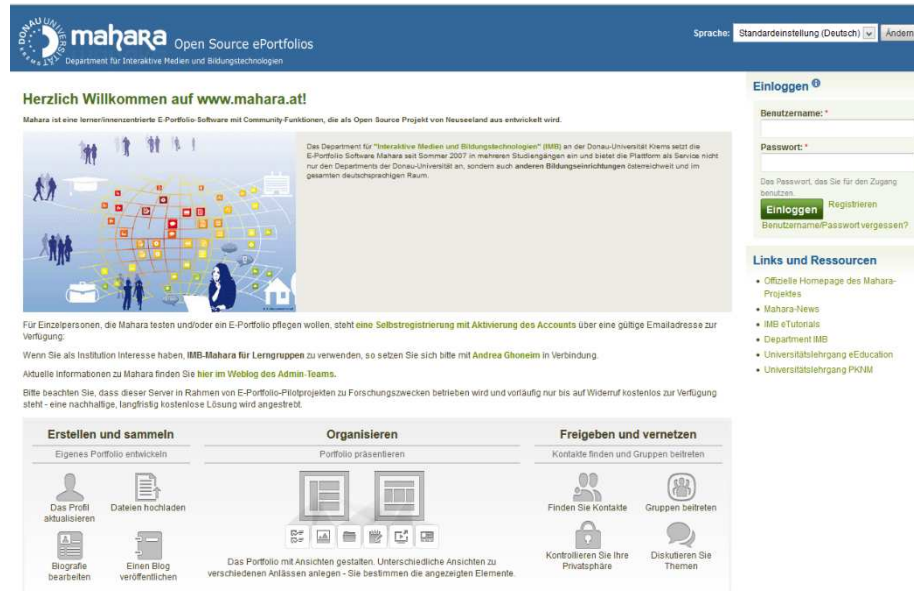 mahara Open Source ePortfolios
Department für Interaktive Medien und Bildungstechnologien
Sprache: Standardeinstellung (Deutsch) Ändern
Herzlich Willkommen auf www.mahara.at!
Mahara ist eine lerner/innenzentrierte E-Portfolio-Software mit Community-Funktionen, die als Open Source Projekt von Neuseeland aus entwickelt wird.
Das Department für "Interaktive Medien und Bildungstechnologien" (IMB) an der Donau-Universität Krems setzt die
E-Portfolio Software Mahara seit Sommer 2007 in mehreren Studiengängen ein und bietet die Plattform als Service nicht
nur den Departments der Donau-Universität an, sondern auch anderen Bildungseinrichtungen österreichweit und im
gesamten deutschsprachigen Raum.
Für Einzelpersonen, die Mahara testen und/oder ein E-Portfolio pflegen wollen, steht eine Selbstregistrierung mit Aktivierung des Accounts über eine gültige Emailadresse zur
Verfügung:
Wenn Sie als Institution Interesse haben, IMB-Mahara für Lerngruppen zu verwenden, so setzen Sie sich bitte mit Andrea Ghoneim in Verbindung.
Aktuelle Informationen zu Mahara finden Sie hier im Weblog des Admin-Teams.
Bitte beachten Sie, dass dieser Server in Rahmen von E-Portfolio-Pilotprojekten zu Forschungszwecken betrieben wird und vorläufig nur bis auf Widerruf kostenlos zur Verfügung
steht - eine nachhaltige, langfristig kostenlose Lösung wird angestrebt.
Erstellen und sammeln
Eigenes Portfolio entwickeln
Das Profil
aktualisieren
Dateien hochladen
Biografie
bearbeiten
Einen Blog
veröffentlichen
Organisieren
Portfolio präsentieren
Das Portfolio mit Ansichten gestalten. Unterschiedliche Ansichten zu
verschiedenen Anlässen anlegen - Sie bestimmen die angezeigten Elemente.
Freigeben und vernetzen
Kontakte finden und Gruppen beitreten
Finden Sie Kontakte
Gruppen beitreten
Kontrollieren Sie Ihre
Privatsphäre
Diskutieren Sie
Themen
Einloggen
Benutzername: *
Passwort: *
Das Passwort, das Sie für den Zugang
benutzen.
Einloggen Registrieren
Benutzername/Passwort vergessen?
Links und Ressourcen
Offizielle Homepage des Mahara-
Projektes
Mahara-News
IMB eTutorials
Department IMB
Universitätslehrgang eEducation
Universitätslehrgang PKNM